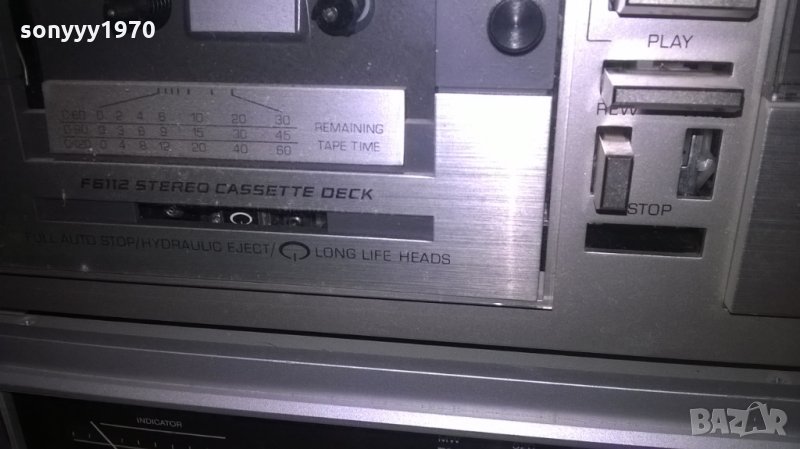 sonyyy1970
PLAY
REW
STOP
C-60 0 2 4 6 10 20 30
C-90 0 3 6 9 15 30 45
C-120 0 4 8 12 20 40 60
REMAINING
TAPE TIME
F6112 STEREO CASSETTE DECK
FULL AUTO STOP/HYDRAULIC EJECT/ LONG LIFE HEADS
INDICATOR
MW
BAZAR